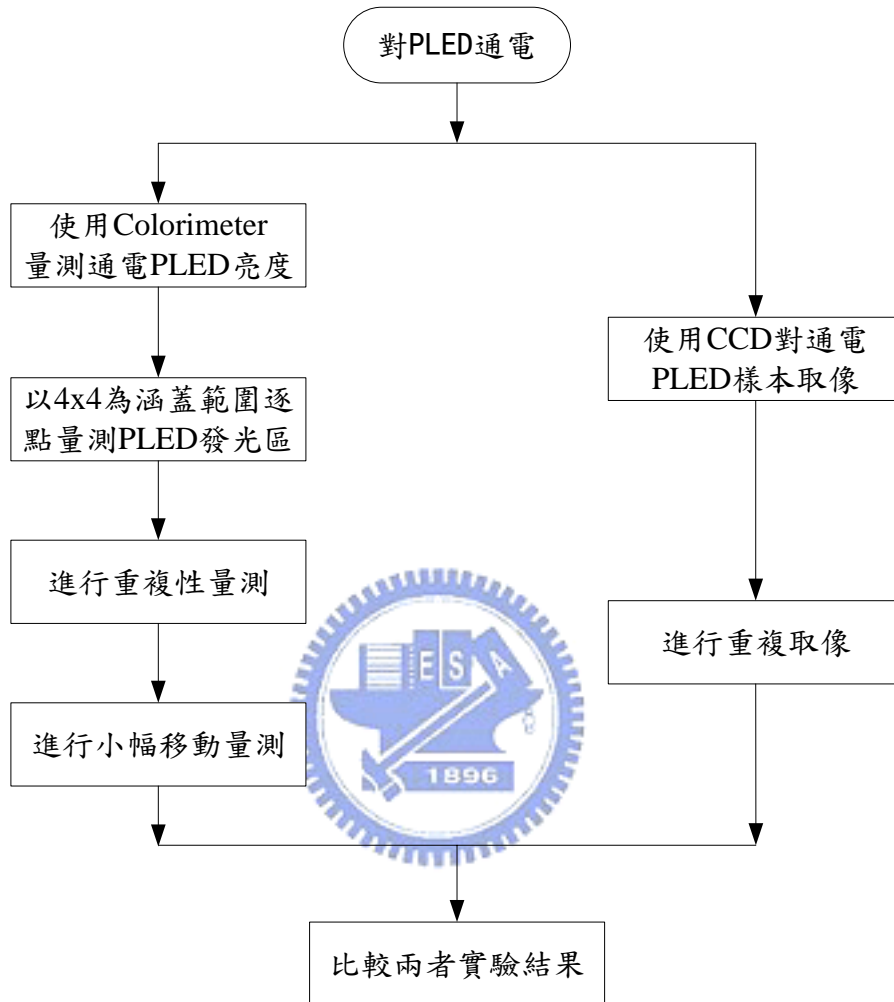 對PLED通電
使用Colorimeter
量測通電PLED亮度
以4x4為涵蓋範圍逐
點量測PLED發光區
進行重複性量測
進行小幅移動量測
使用CCD對通電
PLED樣本取像
進行重複取像
ESA
1896
比較兩者實驗結果